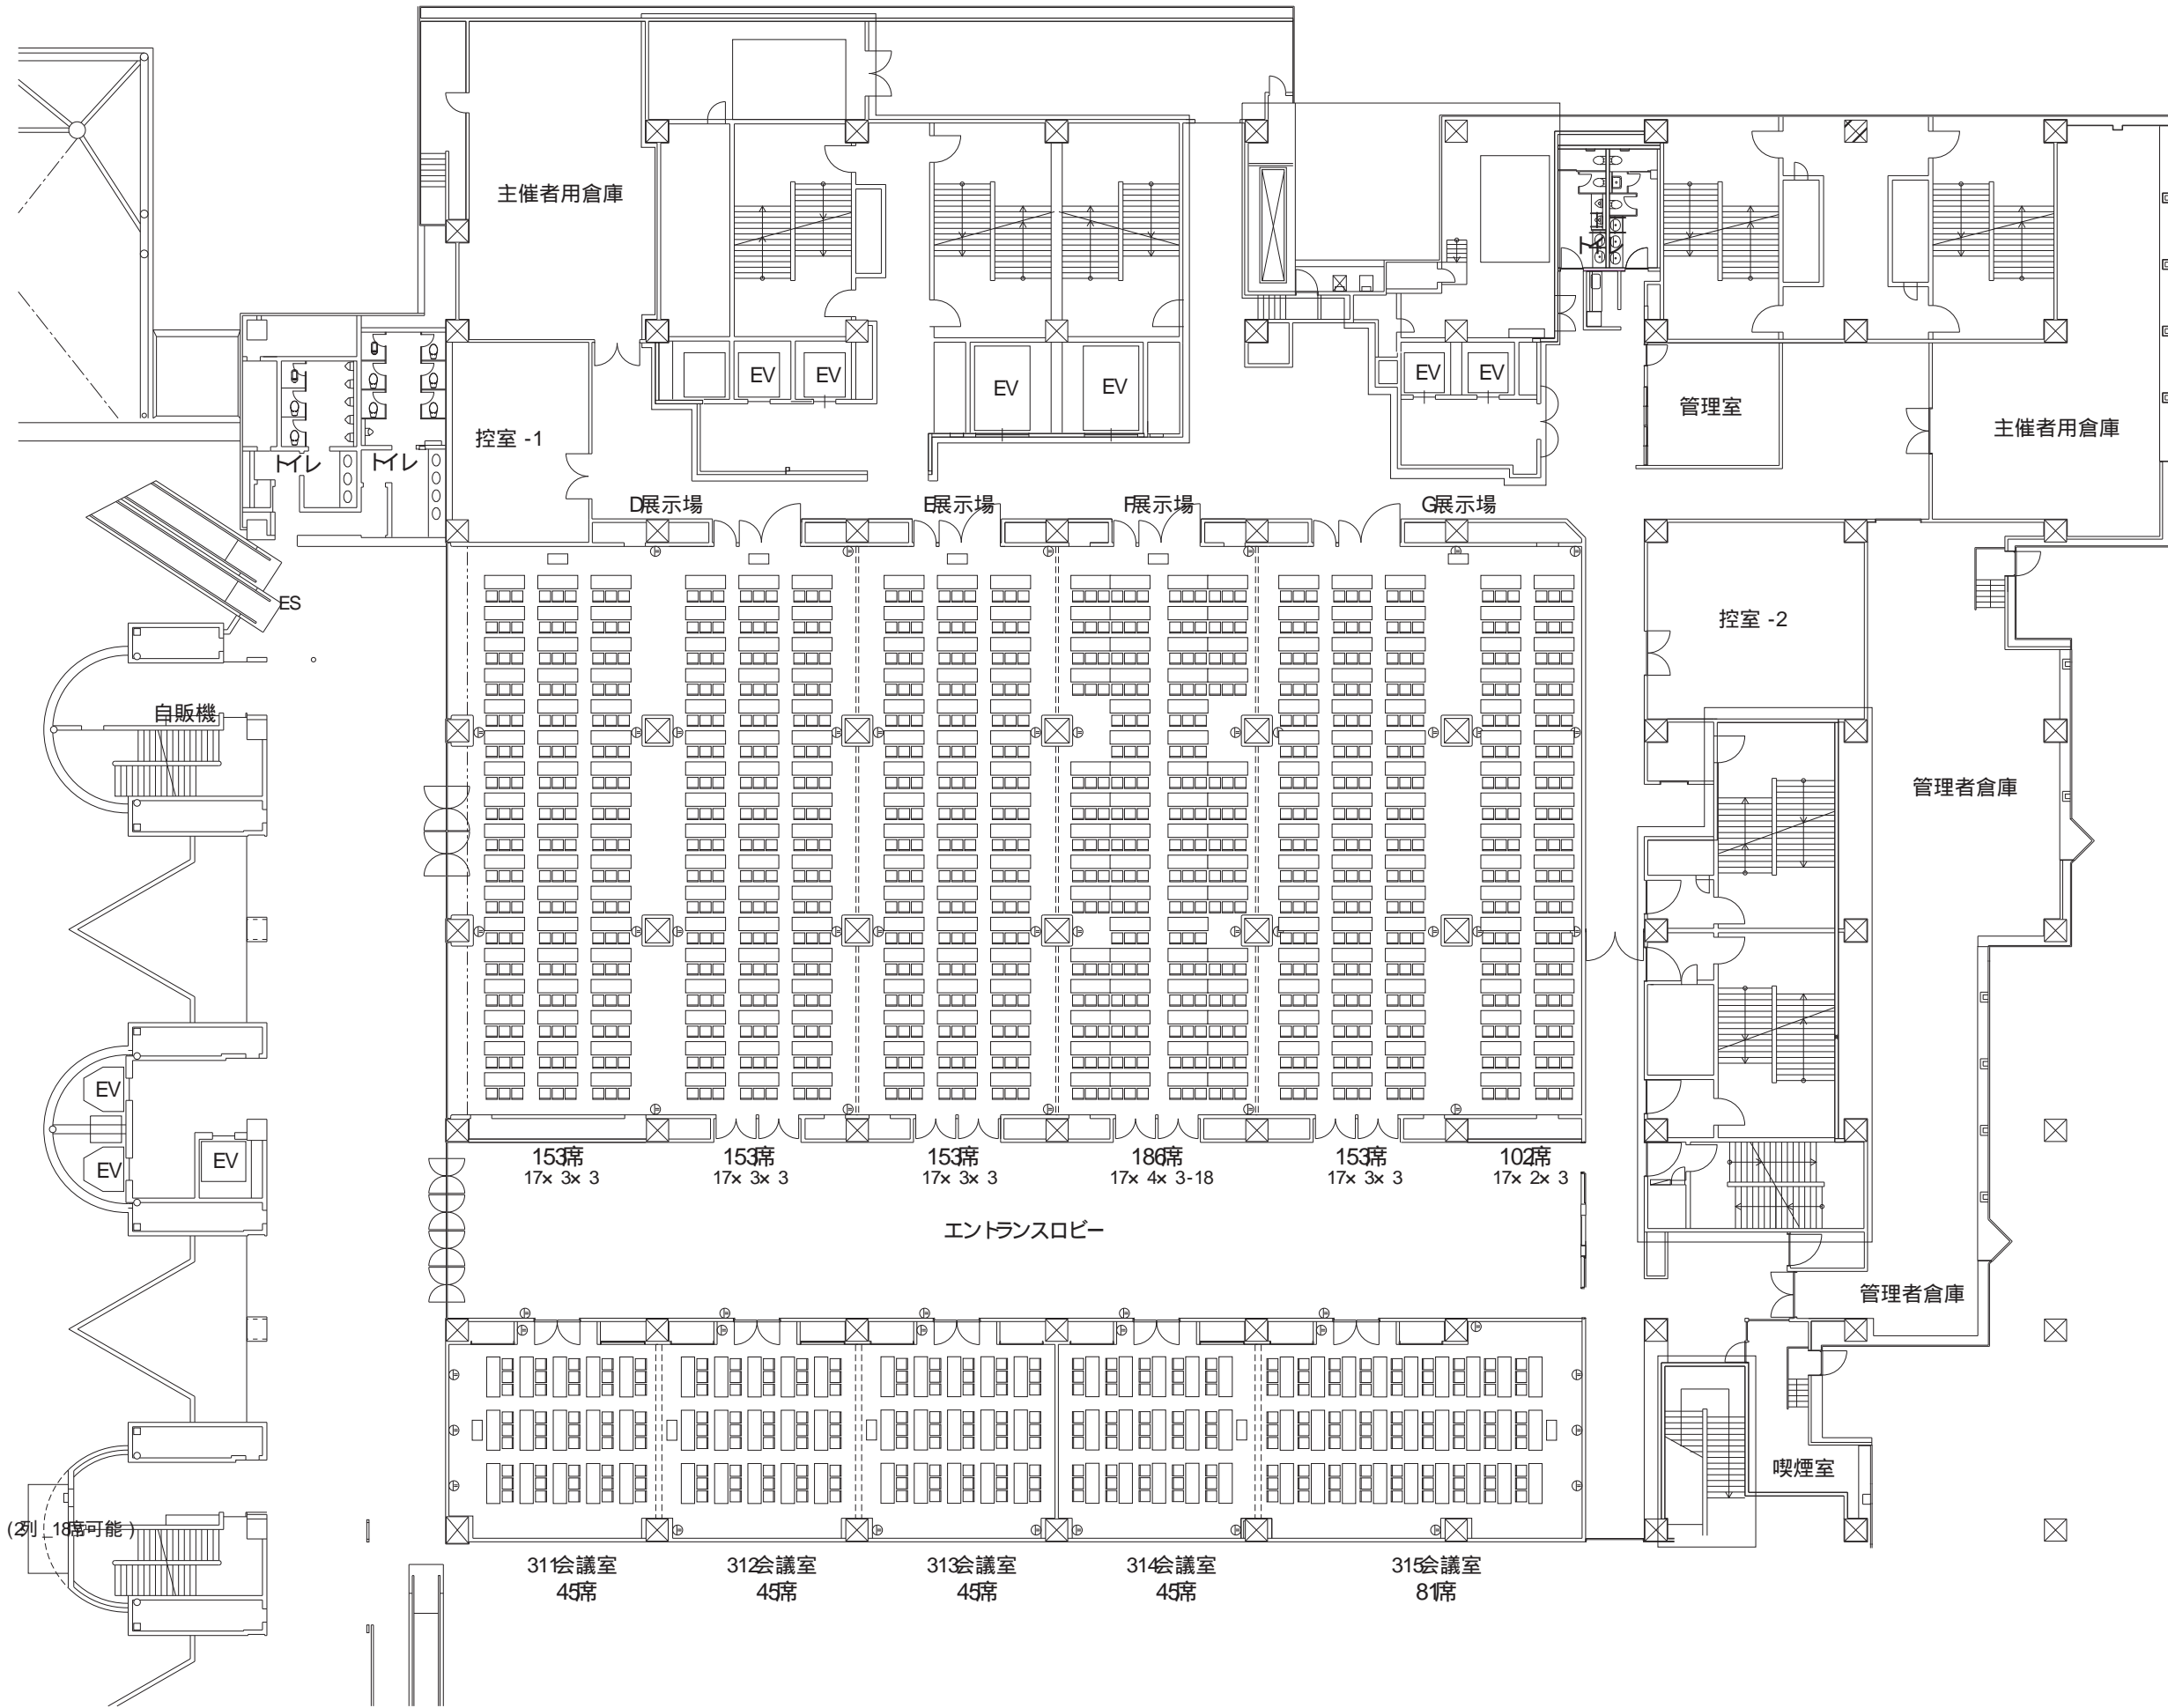 主催者用倉庫
トイレ
EV
EV
EV
EV
EV
EV
管理室
主催者用倉庫
控室 -1
トイレ
トイレ
D展示場
E展示場
F展示場
G展示場
ES
控室 -2
自販機
管理者倉庫
EV
EV
EV
153席
17× 3× 3
153席
17× 3× 3
153席
17× 3× 3
186席
17× 4× 3-18
153席
17× 3× 3
102席
17× 2× 3
エントランスロビー
管理者倉庫
喫煙室
(2列_18席可能 )
311会議室
45席
312会議室
45席
313会議室
45席
314会議室
45席
315会議室
81席